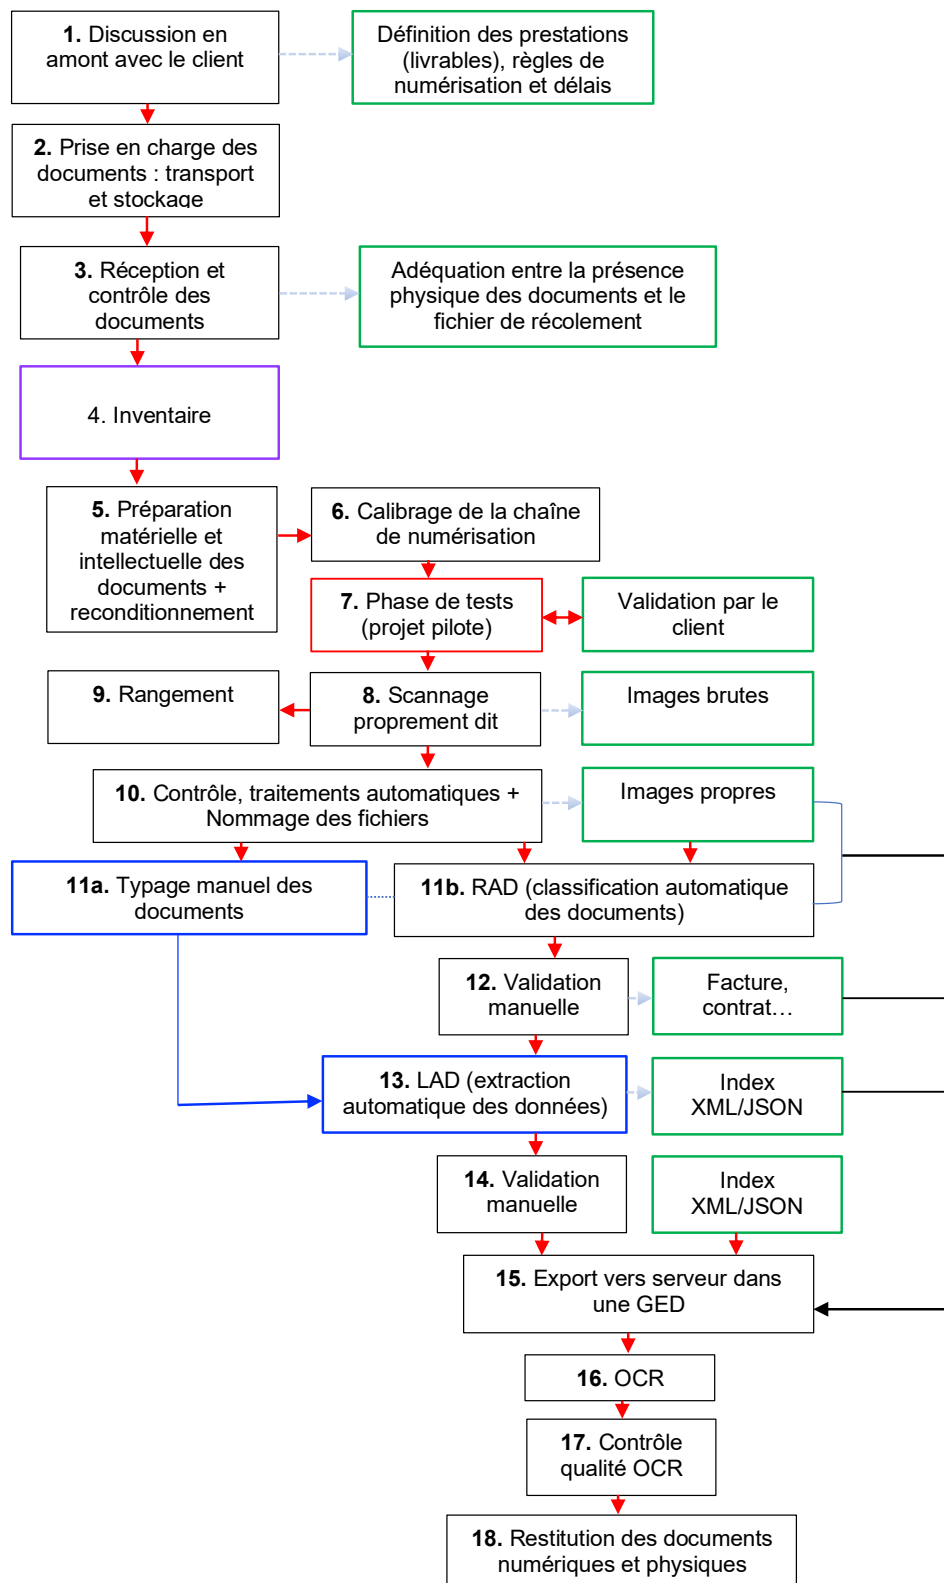 1. Discussion en
amont avec le client
Définition des prestations
(livrables), règles de
numérisation et délais
2. Prise en charge des
documents : transport
et stockage
3. Réception et
contrôle des
documents
Adéquation entre la présence
physique des documents et le
fichier de récolement
4. Inventaire
5. Préparation
matérielle et
intellectuelle des
documents +
reconditionnement
6. Calibrage de la chaîne
de numérisation
7. Phase de tests
(projet pilote)
Validation par le
client
9. Rangement
8. Scannage
proprement dit
Images brutes
10. Contrôle, traitements automatiques +
Nommage des fichiers
Images propres
11a. Typage manuel des
documents
11b. RAD (classification automatique
des documents)
12. Validation
manuelle
Facture,
contrat…
13. LAD (extraction
automatique des données)
Index
XML/JSON
14. Validation
manuelle
Index
XML/JSON
15. Export vers serveur dans
une GED
16. OCR
17. Contrôle
qualité OCR
18. Restitution des documents
numériques et physiques